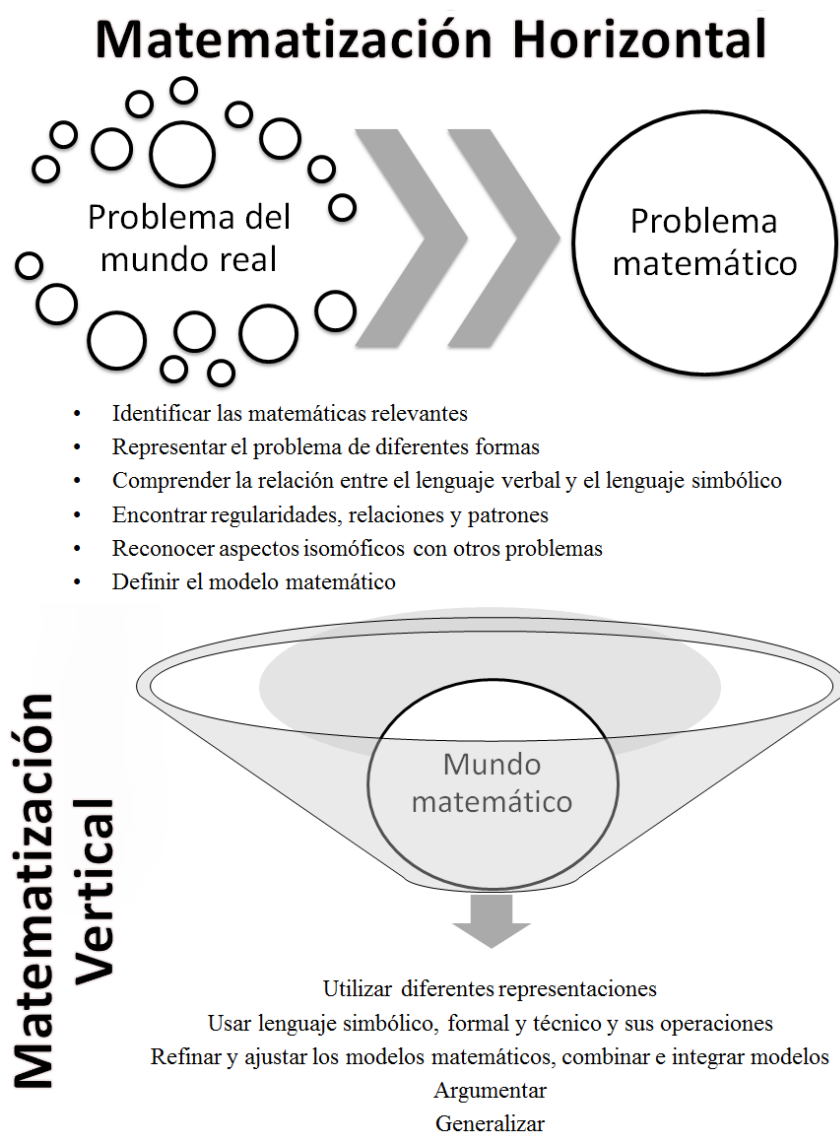 Matematización Horizontal
Problema del
mundo real
Problema
matemático
• Identificar las matemáticas relevantes
• Representar el problema de diferentes formas
• Comprender la relación entre el lenguaje verbal y el lenguaje simbólico
• Encontrar regularidades, relaciones y patrones
• Reconocer aspectos isomóficos con otros problemas
• Definir el modelo matemático
Matematización
Vertical
Mundo
matemático
Utilizar diferentes representaciones
Usar lenguaje simbólico, formal y técnico y sus operaciones
Refinar y ajustar los modelos matemáticos, combinar e integrar modelos
Argumentar
Generalizar